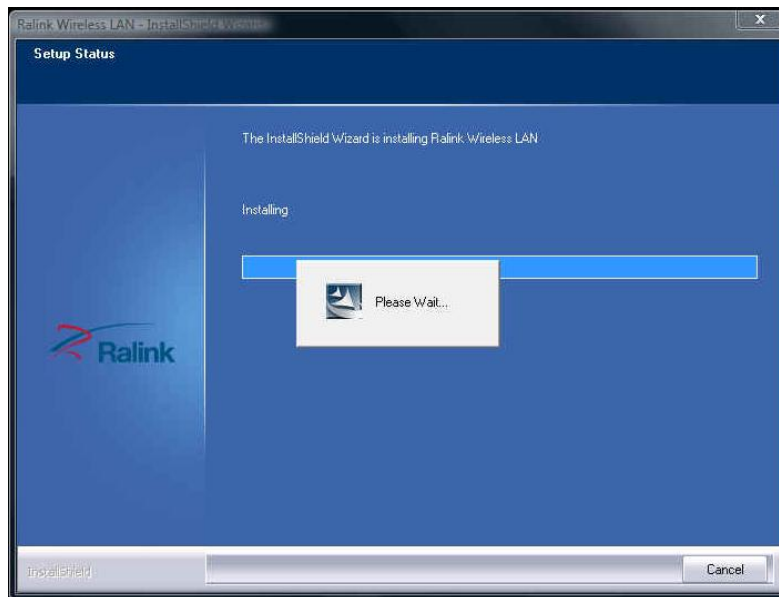 Ralink Wireless LAN - InstallShield Wizard
Setup Status
The InstallShield Wizard is installing Ralink Wireless LAN
Installing
Please Wait...
Ralink
InstallShield
Cancel